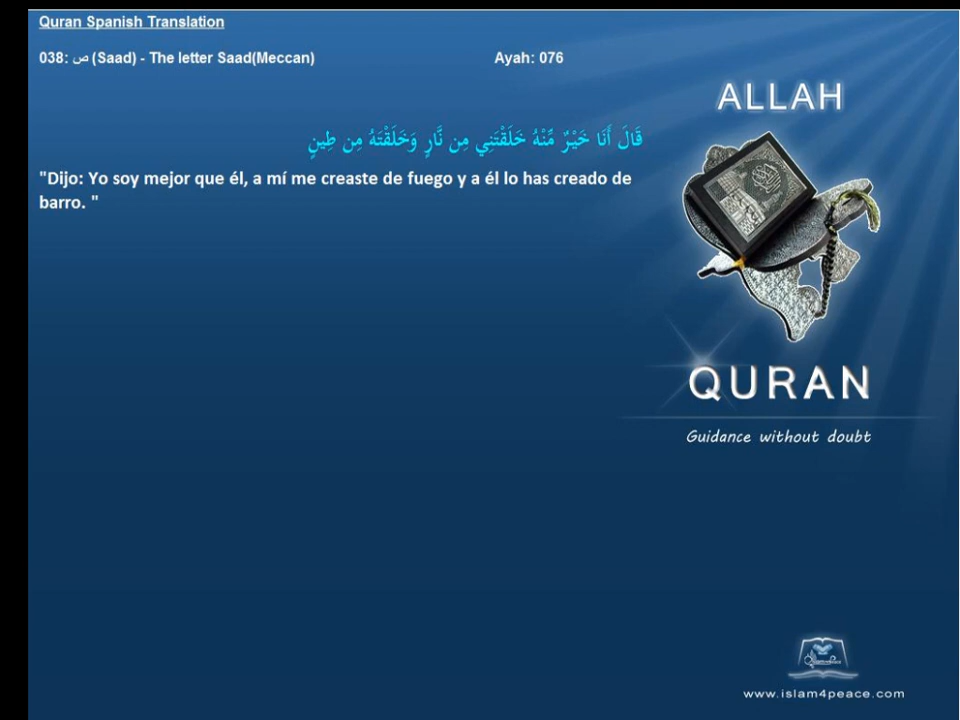 Quran Spanish Translation
038: ص (Saad) - The letter Saad(Meccan) Ayah: 076
قَالَ أَنَا خَيْرٌ مِّنْهُ خَلَقْتَنِي مِن نَّارٍ وَخَلَقْتَهُ مِن طِينٍ
"Dijo: Yo soy mejor que él, a mí me creaste de fuego y a él lo has creado de
barro. "
ALLAH
QURAN
Guidance without doubt
www.islam4peace.com